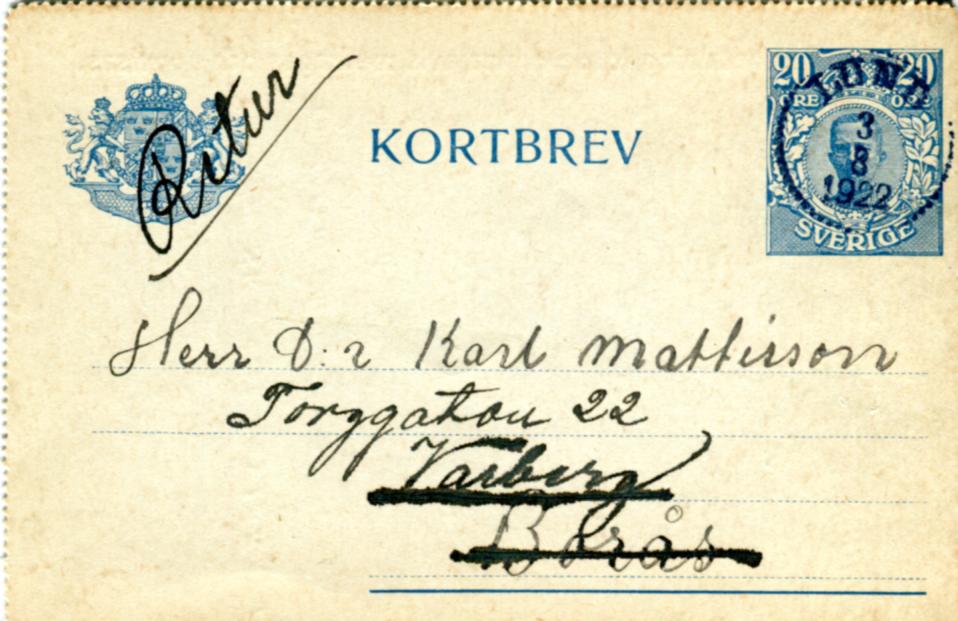 Retur
KORTBREV
20 20
ÖRE ÖRE
SVERIGE
LUND
3
8
1922
Herr D:r Karl Mattisson
Torggatan 22
Varberg
Borås